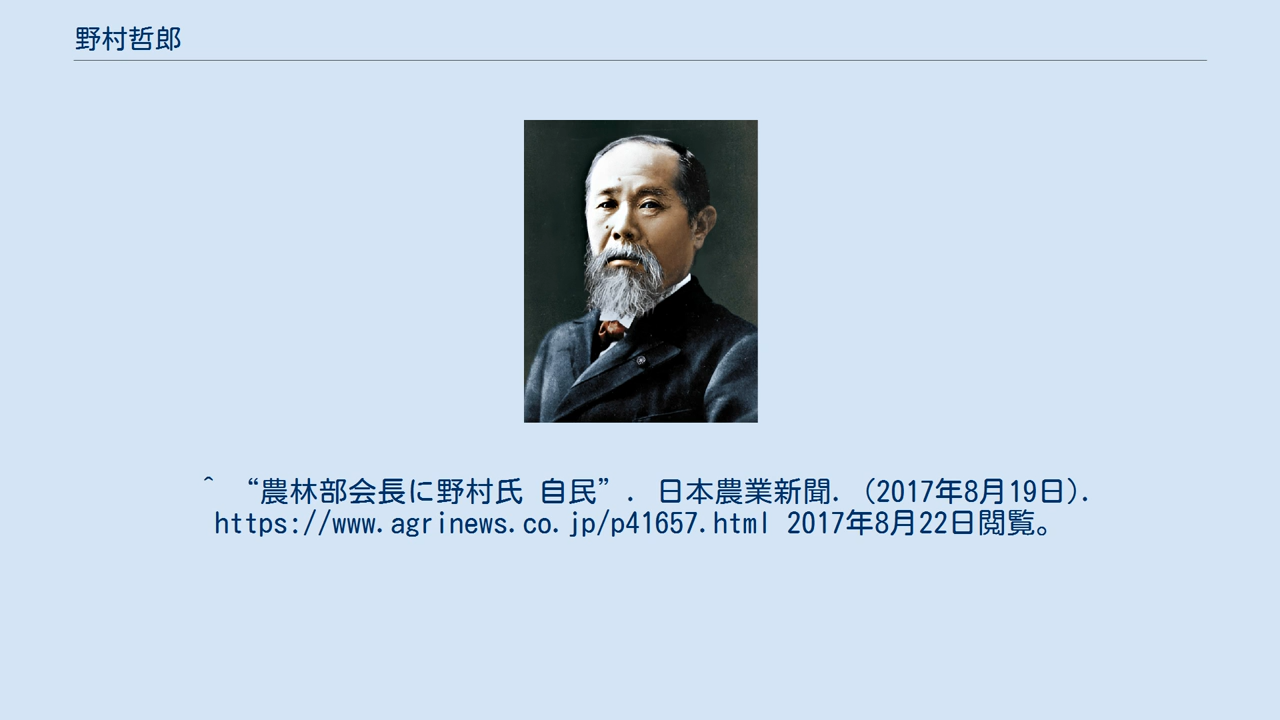 野村哲郎
^ “農林部会長に野村氏 自民”. 日本農業新聞. (2017年8月19日).
https://www.agrinews.co.jp/p41657.html 2017年8月22日閲覧。